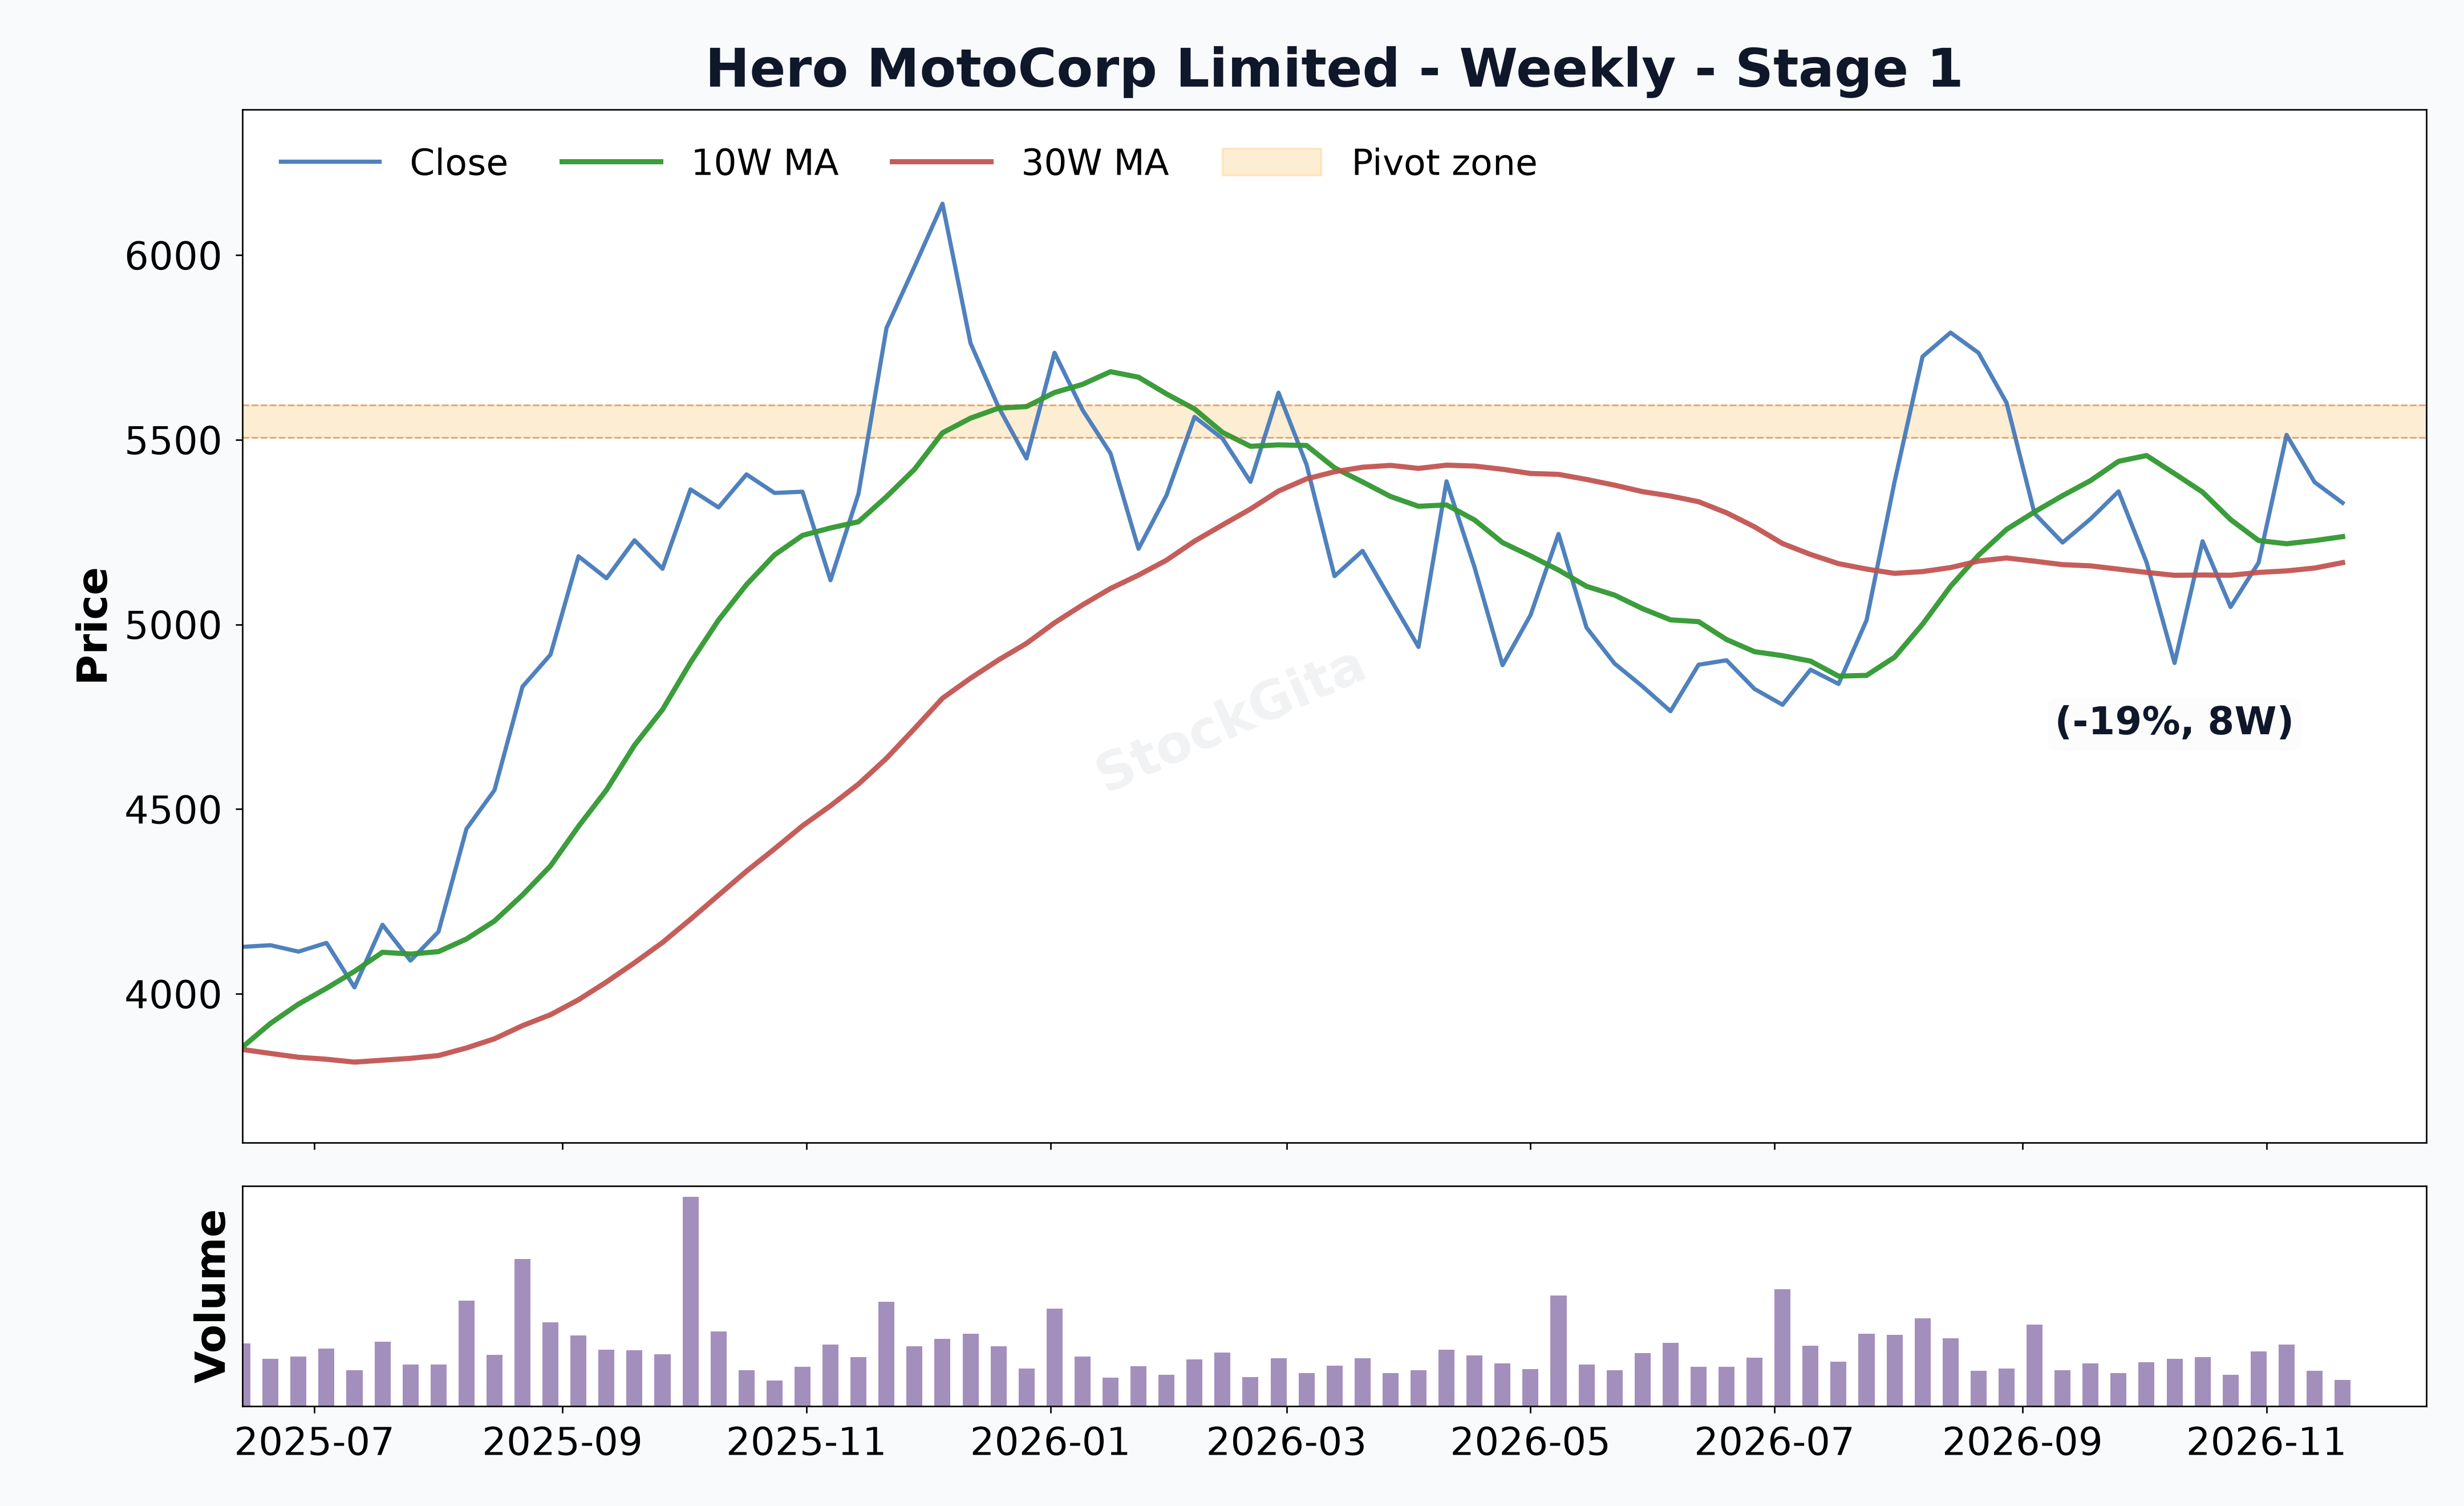 Hero MotoCorp Limited - Weekly - Stage 1
Close 10W MA 30W MA Pivot zone
6000
5500
5000
4500
4000
Price
StockGita
(-19%, 8W)
Volume
2025-07 2025-09 2025-11 2026-01 2026-03 2026-05 2026-07 2026-09 2026-11